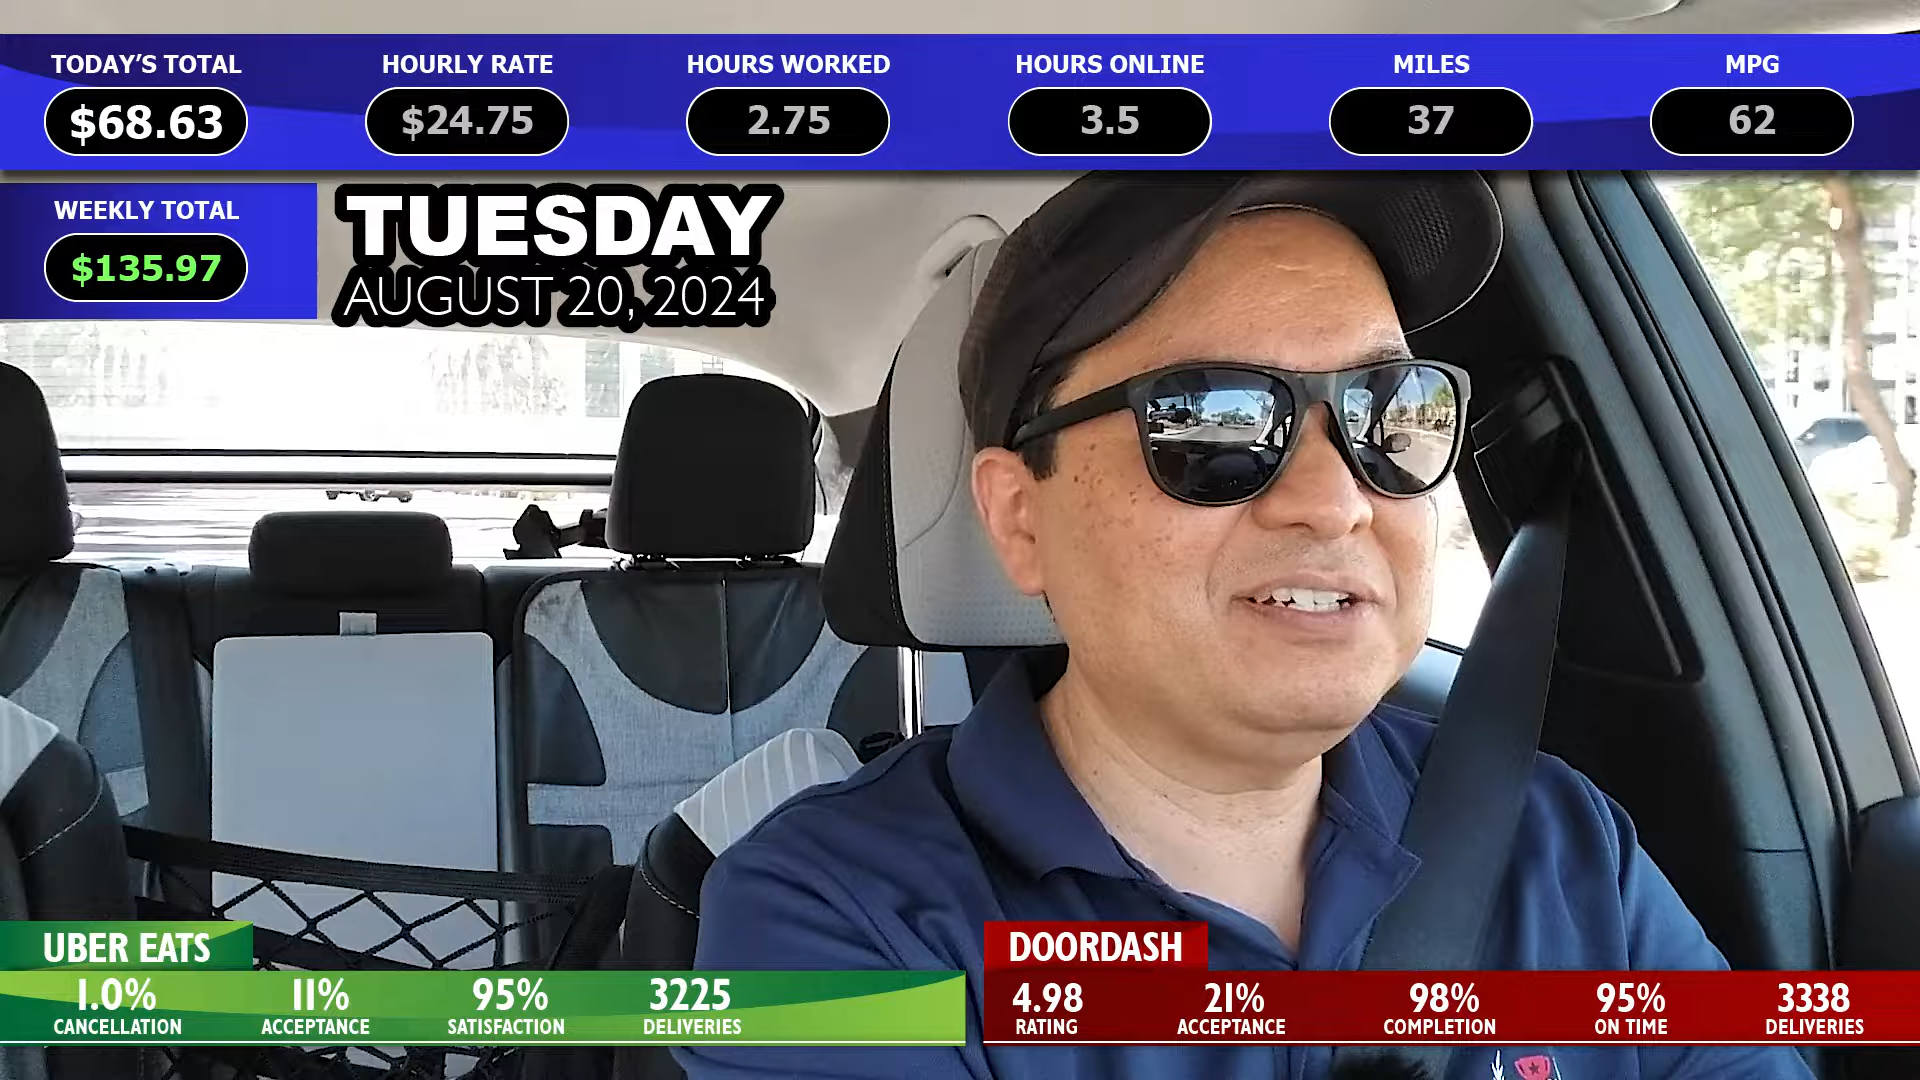 TODAY'S TOTAL
$68.63
HOURLY RATE
$24.75
HOURS WORKED
2.75
HOURS ONLINE
3.5
MILES
37
MPG
62
WEEKLY TOTAL
$135.97
TUESDAY
AUGUST 20, 2024
UBER EATS
1.0%
CANCELLATION
11%
ACCEPTANCE
95%
SATISFACTION
3225
DELIVERIES
DOORDASH
4.98
RATING
21%
ACCEPTANCE
98%
COMPLETION
95%
ON TIME
3338
DELIVERIES